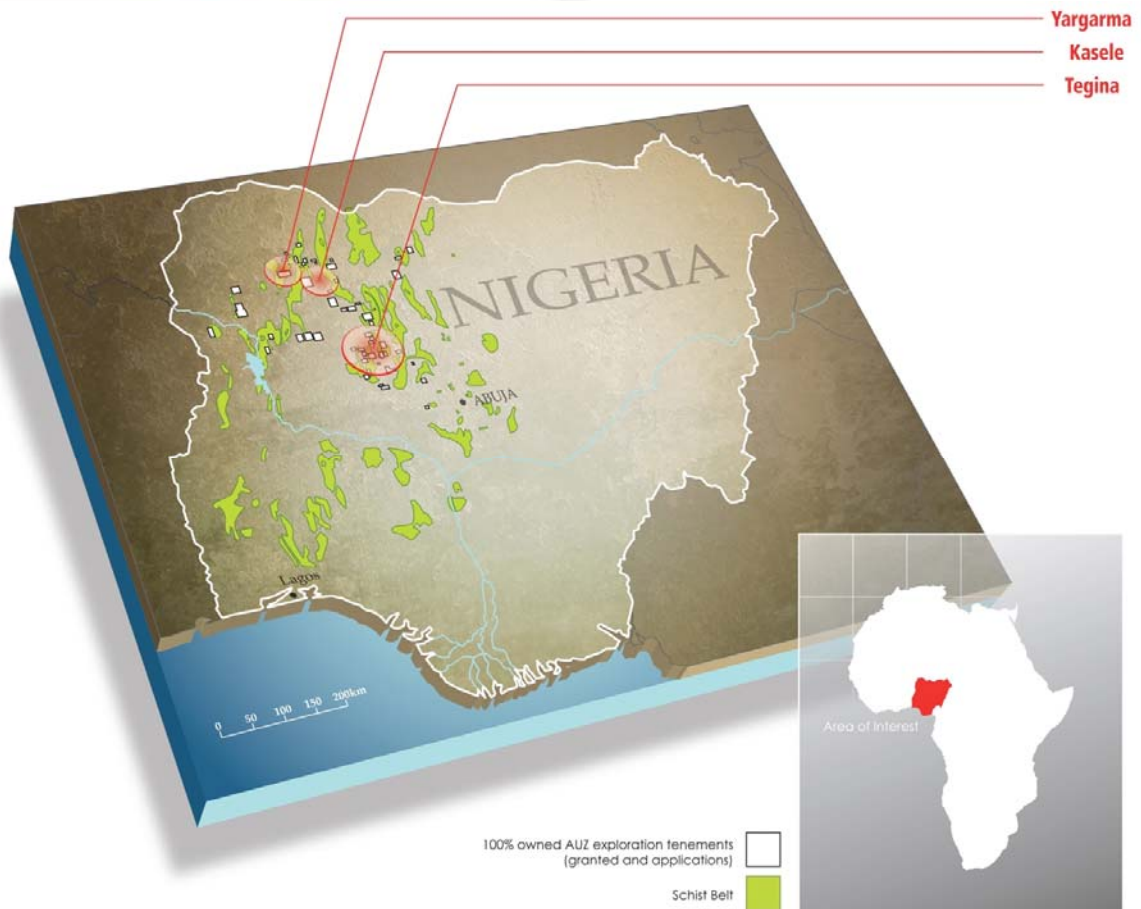 Yargarma
Kasele
Tegina
NIGERIA
ABUJA
Lagos
0 50 100 150 200km
Area of Interest
100% owned AUZ exploration tenements
(granted and applications)
Schist Belt